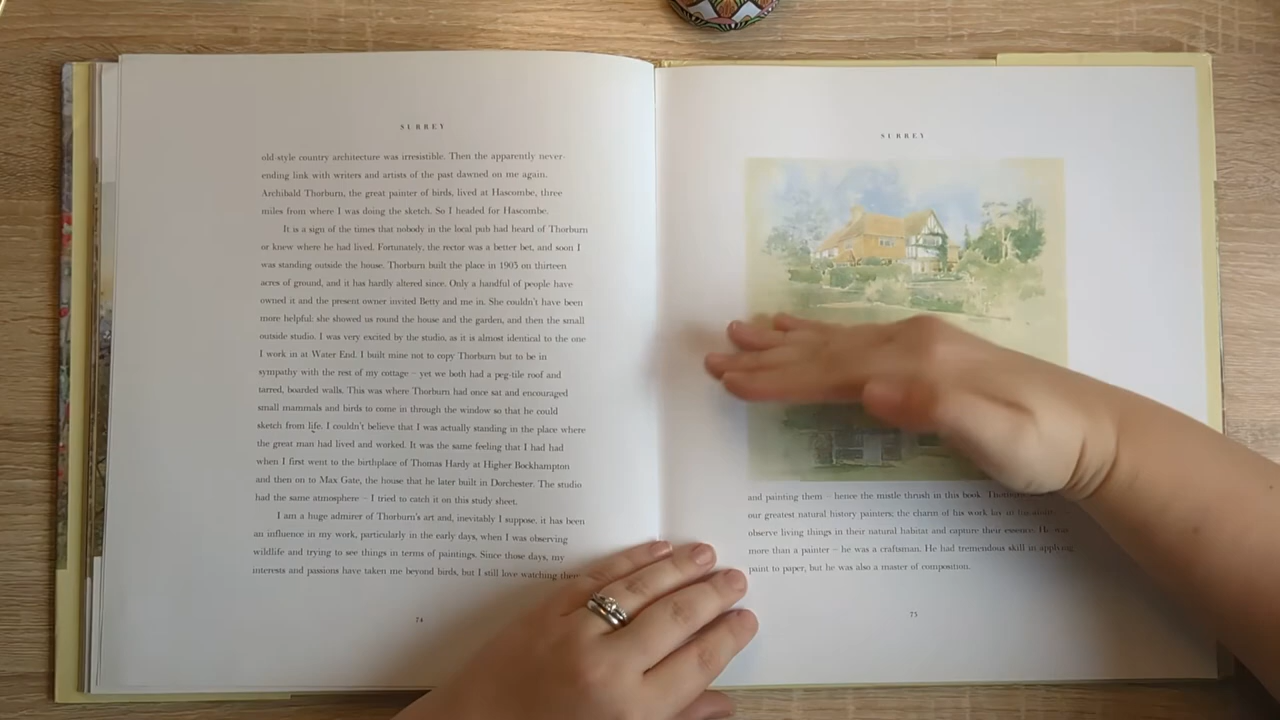 SURREY
old-style country architecture was irresistible. Then the apparently never-
ending link with writers and artists of the past dawned on me again.
Archibald Thorburn, the great painter of birds, lived at Hascombe, three
miles from where I was doing the sketch. So I headed for Hascombe.
It is a sign of the times that nobody in the local pub had heard of Thorburn
or knew where he had lived. Fortunately, the rector was a better bet, and soon I
was standing outside the house. Thorburn built the place in 1905 on thirteen
acres of ground, and it has hardly altered since. Only a handful of people have
owned it and the present owner invited Betty and me in. She couldn't have been
more helpful: she showed us round the house and the garden, and then the small
outside studio. I was very excited by the studio, as it is almost identical to the one
I work in at Water End. I built mine not to copy Thorburn but to be in
sympathy with the rest of my cottage – yet we both had a peg-tile roof and
tarred, boarded walls. This was where Thorburn had once sat and encouraged
small mammals and birds to come in through the window so that he could
sketch from life. I couldn't believe that I was actually standing in the place where
the great man had lived and worked. It was the same feeling that I had had
when I first went to the birthplace of Thomas Hardy at Higher Bockhampton
and then on to Max Gate, the house that he later built in Dorchester. The studio
had the same atmosphere – I tried to catch it on this study sheet.
I am a huge admirer of Thorburn's art and, inevitably I suppose, it has been
an influence in my work, particularly in the early days, when I was observing
wildlife and trying to see things in terms of paintings. Since those days, my
interests and passions have taken me beyond birds, but I still love watching them
74
SURREY
and painting them – hence the mistle thrush in this book.
our greatest natural history painters; the charm of his work lay in his
observe living things in their natural habitat and capture their essence. He was
more than a painter – he was a craftsman. He had tremendous skill in applying
paint to paper, but he was also a master of composition.
75